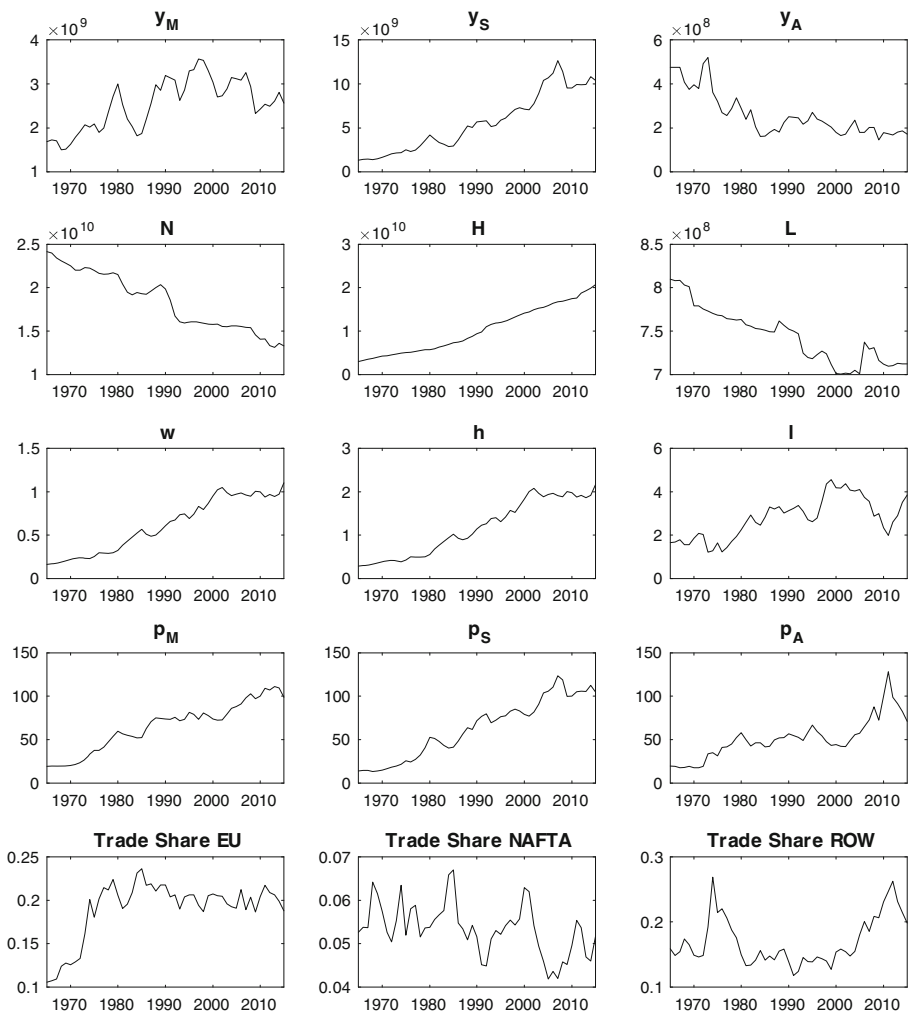 y_M
×10^9
4
3
2
1
1970 1980 1990 2000 2010
y_S
×10^9
15
10
5
0
1970 1980 1990 2000 2010
y_A
×10^8
6
4
2
0
1970 1980 1990 2000 2010
N
×10^10
2.5
2
1.5
1
1970 1980 1990 2000 2010
H
×10^10
3
2
1
0
1970 1980 1990 2000 2010
L
×10^8
8.5
8
7.5
7
1970 1980 1990 2000 2010
w
1.5
1
0.5
0
1970 1980 1990 2000 2010
h
3
2
1
0
1970 1980 1990 2000 2010
l
6
4
2
0
1970 1980 1990 2000 2010
p_M
150
100
50
0
1970 1980 1990 2000 2010
p_S
150
100
50
0
1970 1980 1990 2000 2010
p_A
150
100
50
0
1970 1980 1990 2000 2010
Trade Share EU
0.25
0.2
0.15
0.1
1970 1980 1990 2000 2010
Trade Share NAFTA
0.07
0.06
0.05
0.04
1970 1980 1990 2000 2010
Trade Share ROW
0.3
0.2
0.1
1970 1980 1990 2000 2010